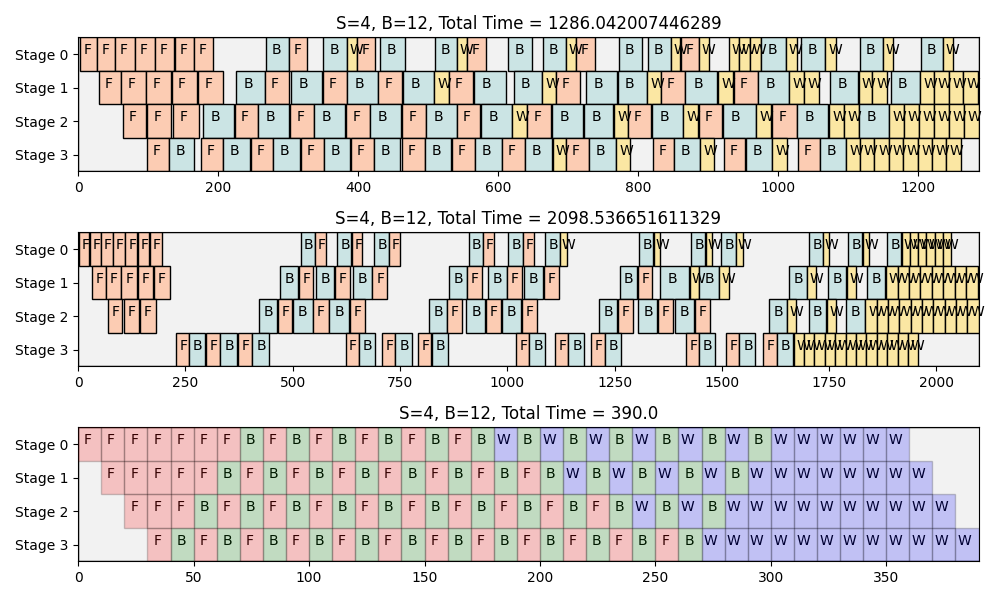 S=4, B=12, Total Time = 1286.042007446289
Stage 0 F F F F F F F B F B W F B B W F B B W F B B W F W W W W B W B W B W
Stage 1 F F F F F B F B F B F B W F B B W F B B W F B W F B W W B W W B W W W W
Stage 2 F F F B F B F B F B F B F B W F B B W F B W F B W F B W W B W W W W W W
Stage 3 F B F B F B F B F B F B F B F B W F B W F B W F B W F B W W W W W W W W
0 200 400 600 800 1000 1200
S=4, B=12, Total Time = 2098.536651611329
Stage 0 F F F F F F F B F B F B F B F B F B W B W B W B W B W B W B W W W W W W
Stage 1 F F F F F B F B F B F B F B F B F B F B W B W B W B W B W W W W W W W W
Stage 2 F F F B F B F B F B F B F B F B F B F B F B W B W B W W W W W W W W W W
Stage 3 F B F B F B F B F B F B F B F B F B F B F B F B W W W W W W W W W W W W
0 250 500 750 1000 1250 1500 1750 2000
S=4, B=12, Total Time = 390.0
Stage 0 F F F F F F F B F B F B F B F B F B W B W B W B W B W B W B W W W W W W
Stage 1 F F F F F B F B F B F B F B F B F B F B W B W B W B W B W W W W W W W W
Stage 2 F F F B F B F B F B F B F B F B F B F B F B W B W B W W W W W W W W W W
Stage 3 F B F B F B F B F B F B F B F B F B F B F B F B W W W W W W W W W W W W
0 50 100 150 200 250 300 350